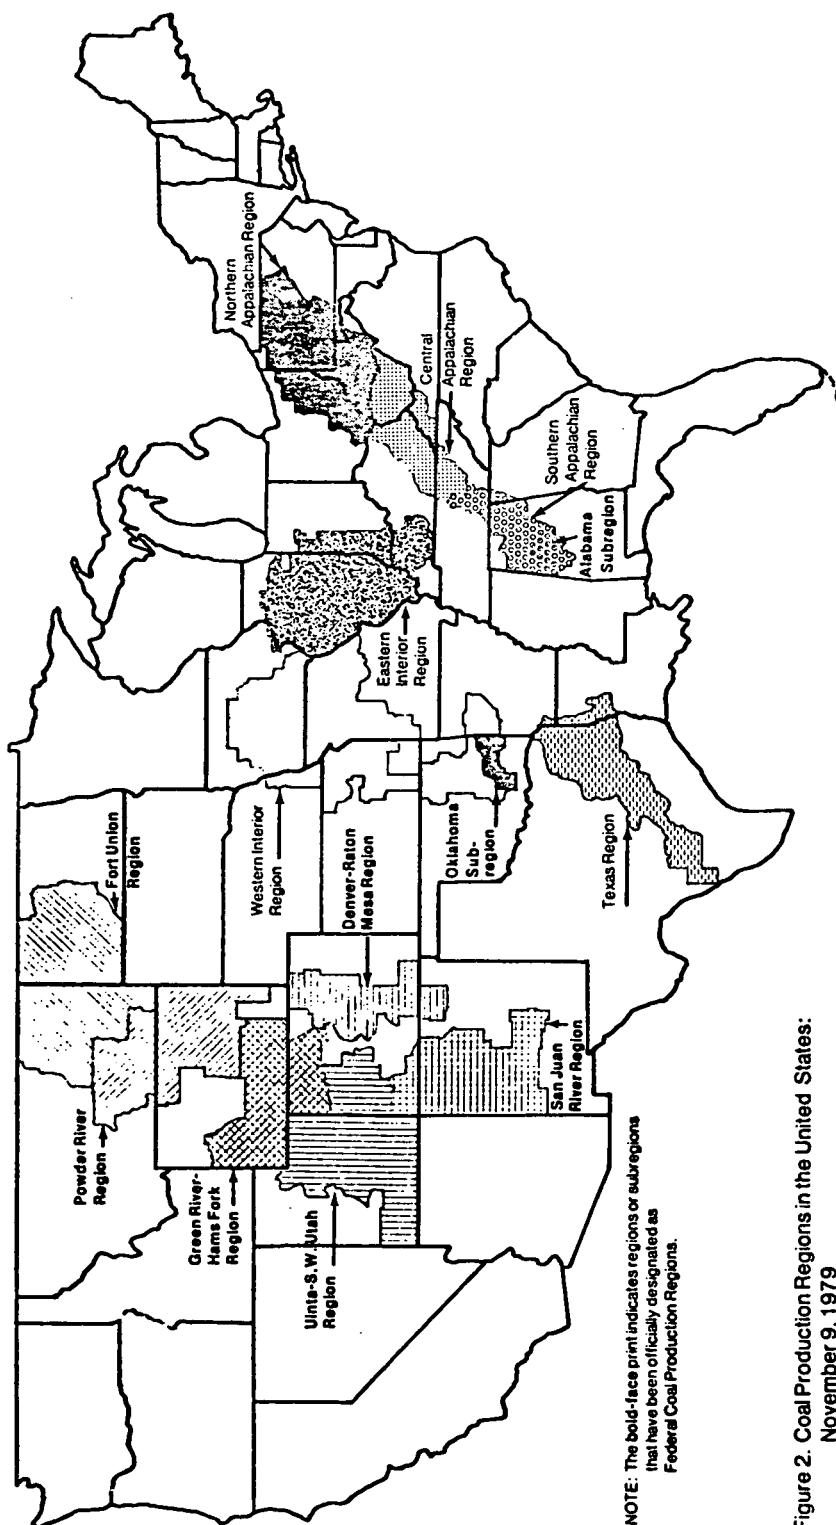 Northern
Appalachian Region
Central
Appalachian
Region
Southern
Appalachian
Region
Alabama
Subregion
Eastern
Interior
Region
Fort Union
Region
Western Interior
Region
Denver-Raton
Mesa Region
Oklahoma
Sub-
region
Texas Region
Powder River
Region
Green River-
Hams Fork
Region
Uinta-S.W. Utah
Region
San Juan
River Region
NOTE: The bold-face print indicates regions or subregions
that have been officially designated as
Federal Coal Production Regions.
Figure 2. Coal Production Regions in the United States:
November 9, 1979